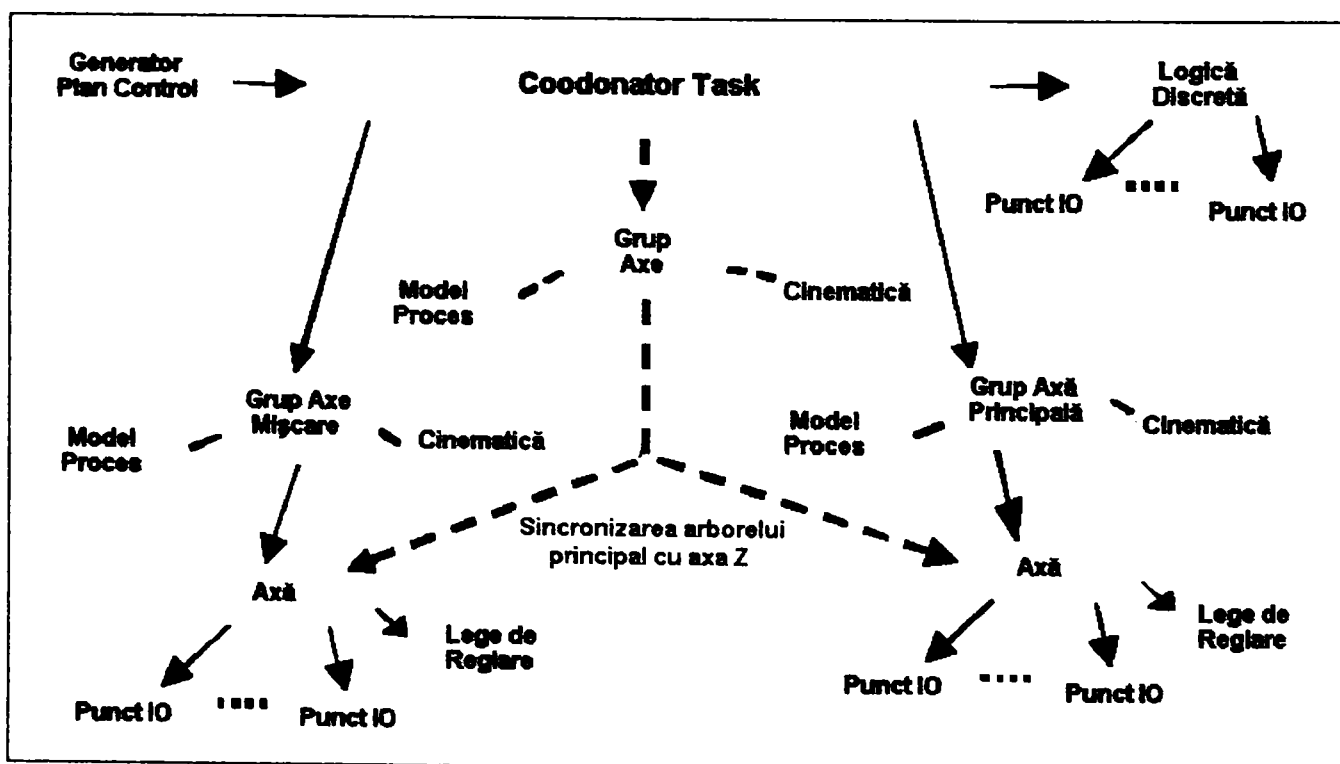 Generator
Plan Control
Coodonator Task
Logică
Discretă
Punct IO
Punct IO
Grup
Axe
Model
Proces
Cinematică
Grup Axe
Mişcare
Model
Proces
Cinematică
Grup Axă
Principală
Model
Proces
Cinematică
Sincronizarea arborelui
principal cu axa Z
Axă
Lege de
Reglare
Punct IO
Punct IO
Axă
Lege de
Reglare
Punct IO
Punct IO